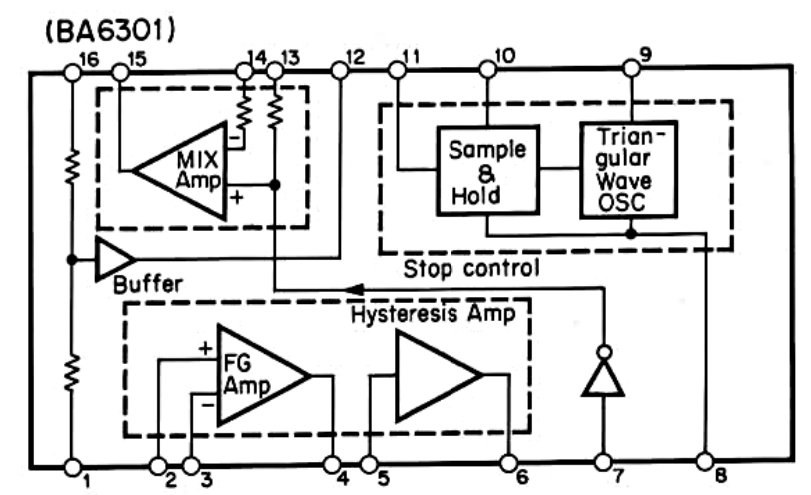 (BA6301)
16 15 14 13 12 11 10 9
MIX
Amp
−
+
Sample
&
Hold
Trian-
gular
Wave
OSC
Buffer
Stop control
Hysteresis Amp
+
FG
Amp
−
1 2 3 4 5 6 7 8